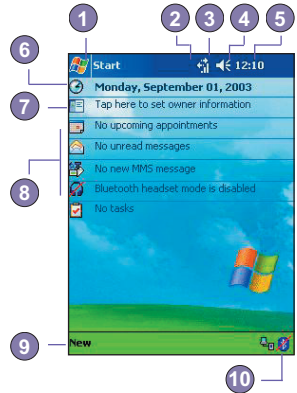 1 2 3 4 5
6 Start 12:10
Monday, September 01, 2003
7 Tap here to set owner information
No upcoming appointments
No unread messages
8 No new MMS message
Bluetooth headset mode is disabled
No tasks
9 New
10